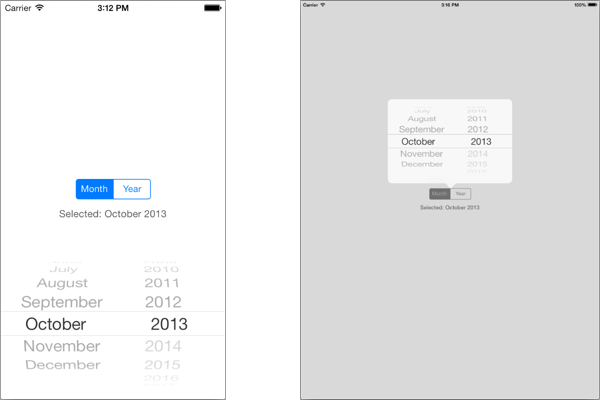 Carrier 3:12 PM
Month Year
Selected: October 2013
July 2010
August 2011
September 2012
October 2013
November 2014
December 2015
2016
Carrier 3:16 PM 100%
July 2010
August 2011
September 2012
October 2013
November 2014
December 2015
2016
Month Year
Selected: October 2013